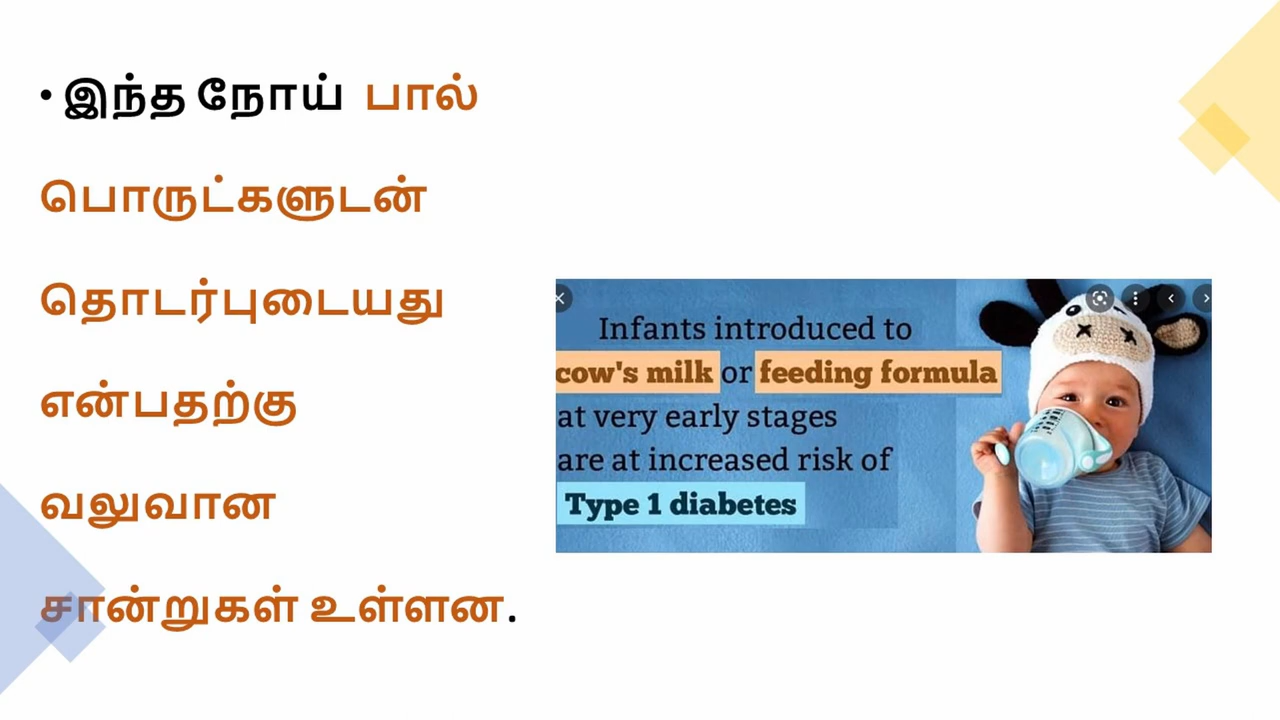 • இந்த நோய் பால்
பொருட்களுடன்
தொடர்புடையது
என்பதற்கு
வலுவான
சான்றுகள் உள்ளன.
Infants introduced to
cow's milk or feeding formula
at very early stages
are at increased risk of
Type 1 diabetes